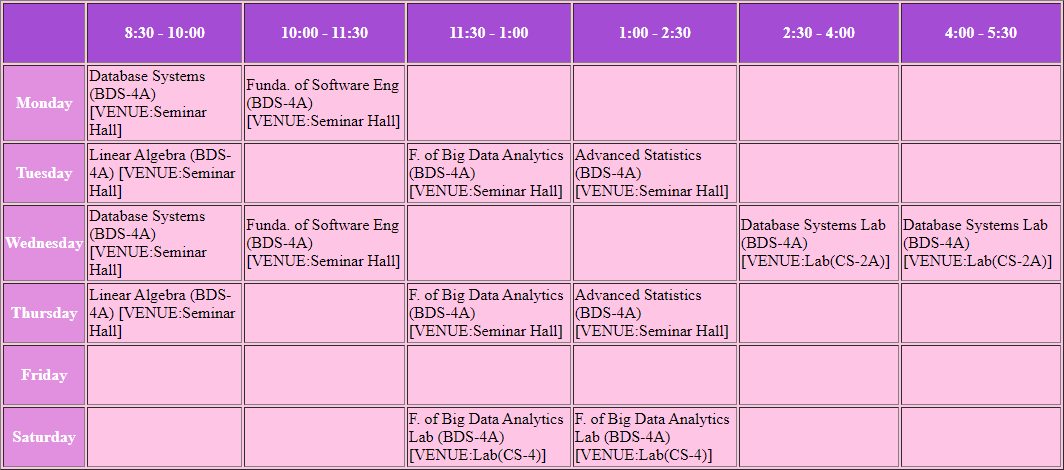 8:30 - 10:00 10:00 - 11:30 11:30 - 1:00 1:00 - 2:30 2:30 - 4:00 4:00 - 5:30
Monday
Database Systems
(BDS-4A)
[VENUE:Seminar
Hall]
Funda. of Software Eng
(BDS-4A)
[VENUE:Seminar Hall]
Tuesday
Linear Algebra (BDS-
4A) [VENUE:Seminar
Hall]
F. of Big Data Analytics
(BDS-4A)
[VENUE:Seminar Hall]
Advanced Statistics
(BDS-4A)
[VENUE:Seminar Hall]
Wednesday
Database Systems
(BDS-4A)
[VENUE:Seminar
Hall]
Funda. of Software Eng
(BDS-4A)
[VENUE:Seminar Hall]
Database Systems Lab
(BDS-4A)
[VENUE:Lab(CS-2A)]
Database Systems Lab
(BDS-4A)
[VENUE:Lab(CS-2A)]
Thursday
Linear Algebra (BDS-
4A) [VENUE:Seminar
Hall]
F. of Big Data Analytics
(BDS-4A)
[VENUE:Seminar Hall]
Advanced Statistics
(BDS-4A)
[VENUE:Seminar Hall]
Friday
Saturday
F. of Big Data Analytics
Lab (BDS-4A)
[VENUE:Lab(CS-4)]
F. of Big Data Analytics
Lab (BDS-4A)
[VENUE:Lab(CS-4)]